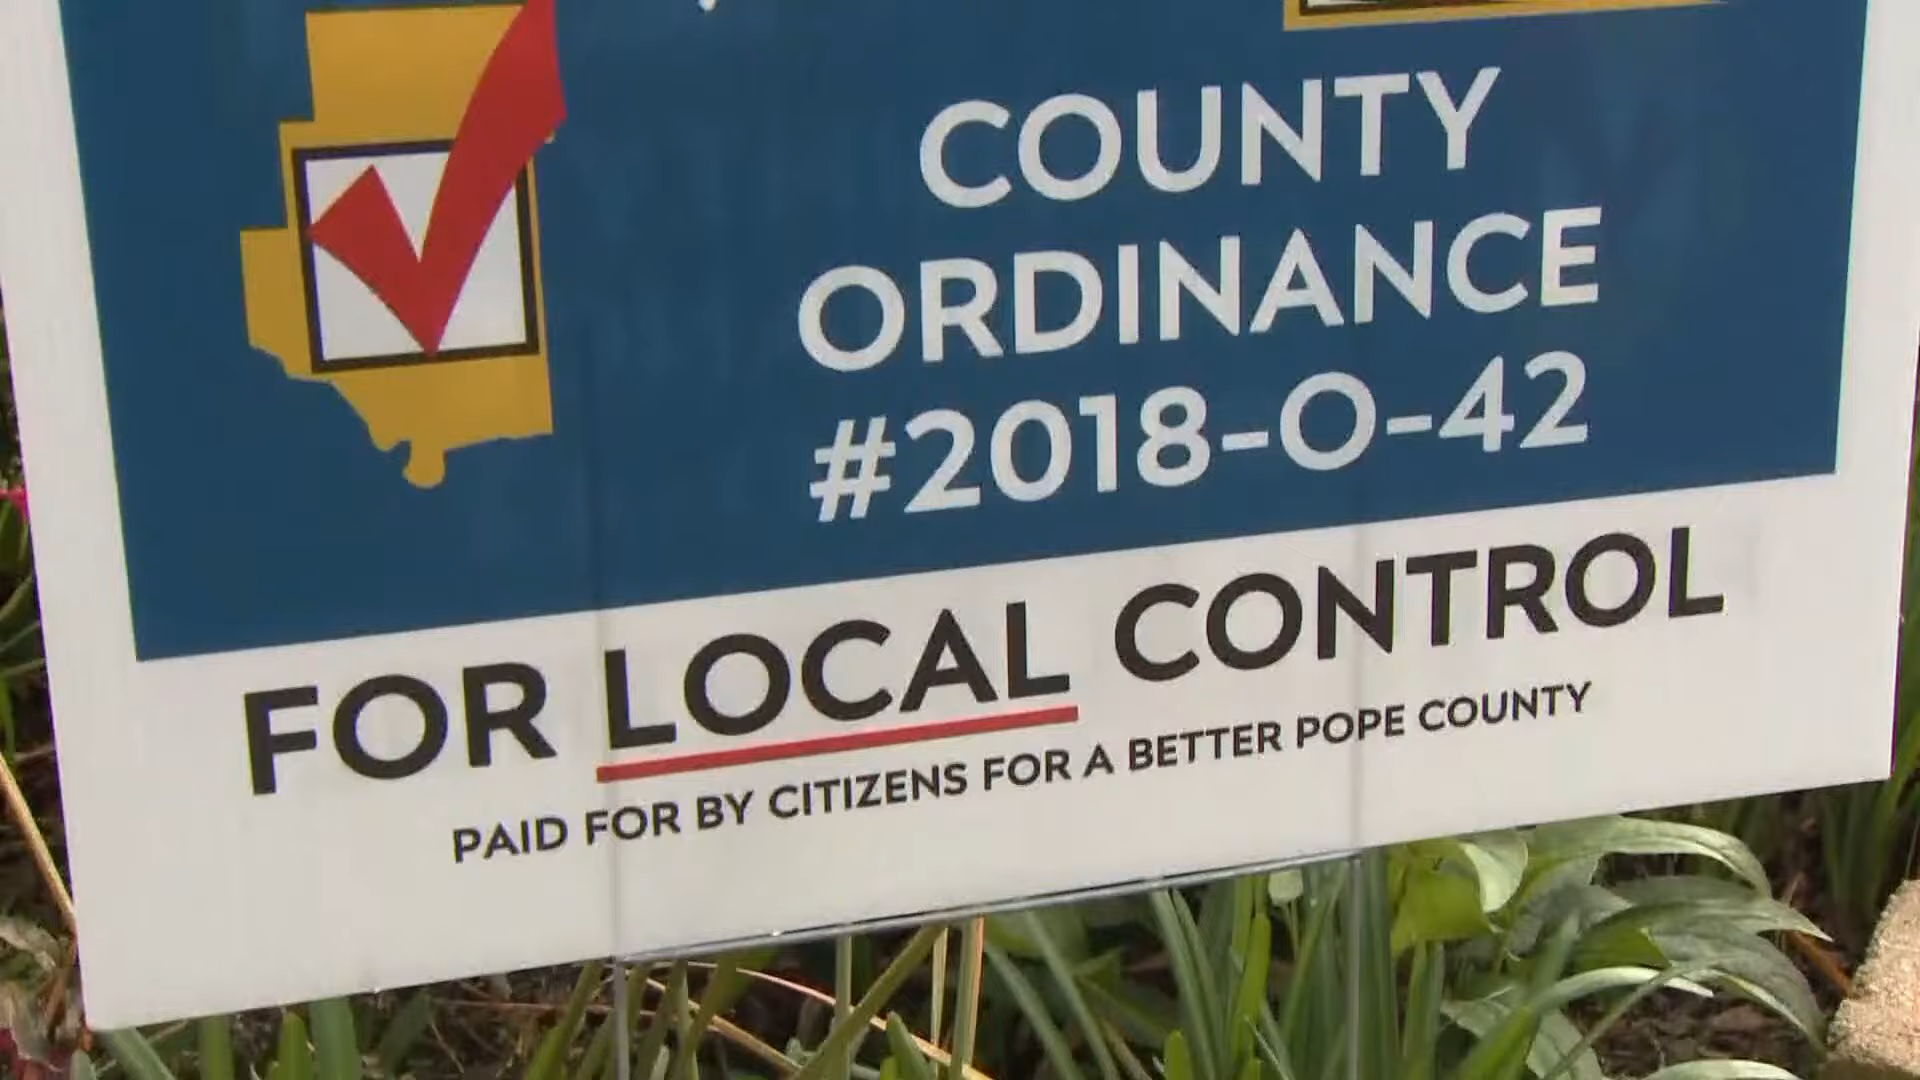 COUNTY
ORDINANCE
#2018-O-42
FOR LOCAL CONTROL
PAID FOR BY CITIZENS FOR A BETTER POPE COUNTY